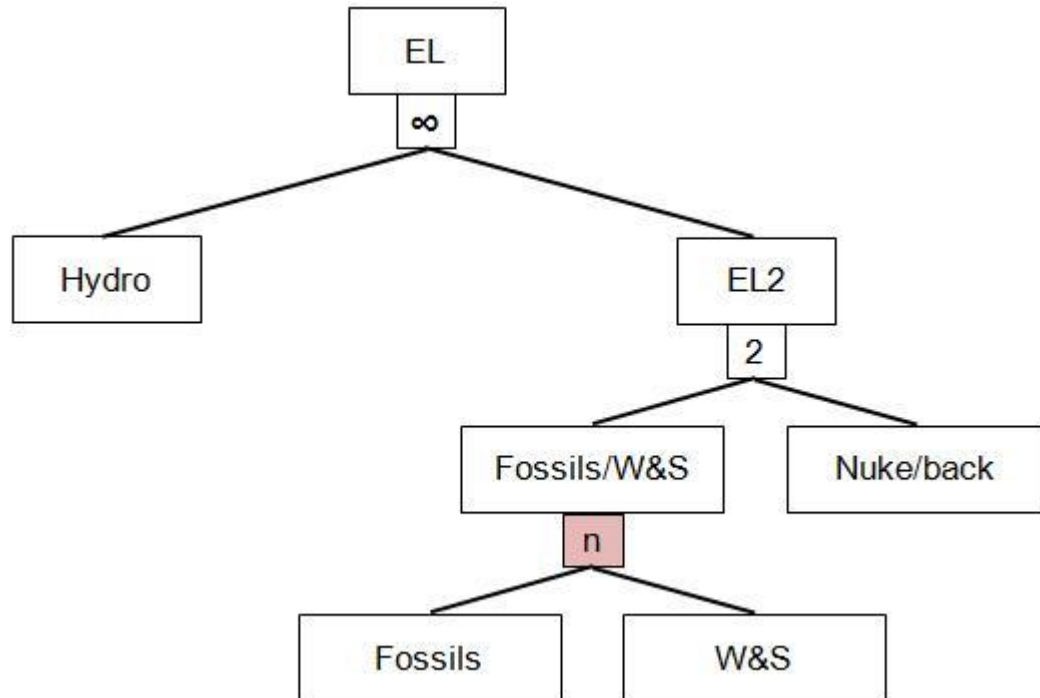 EL
∞
Hydro
EL2
2
Fossils/W&S
Nuke/back
n
Fossils
W&S